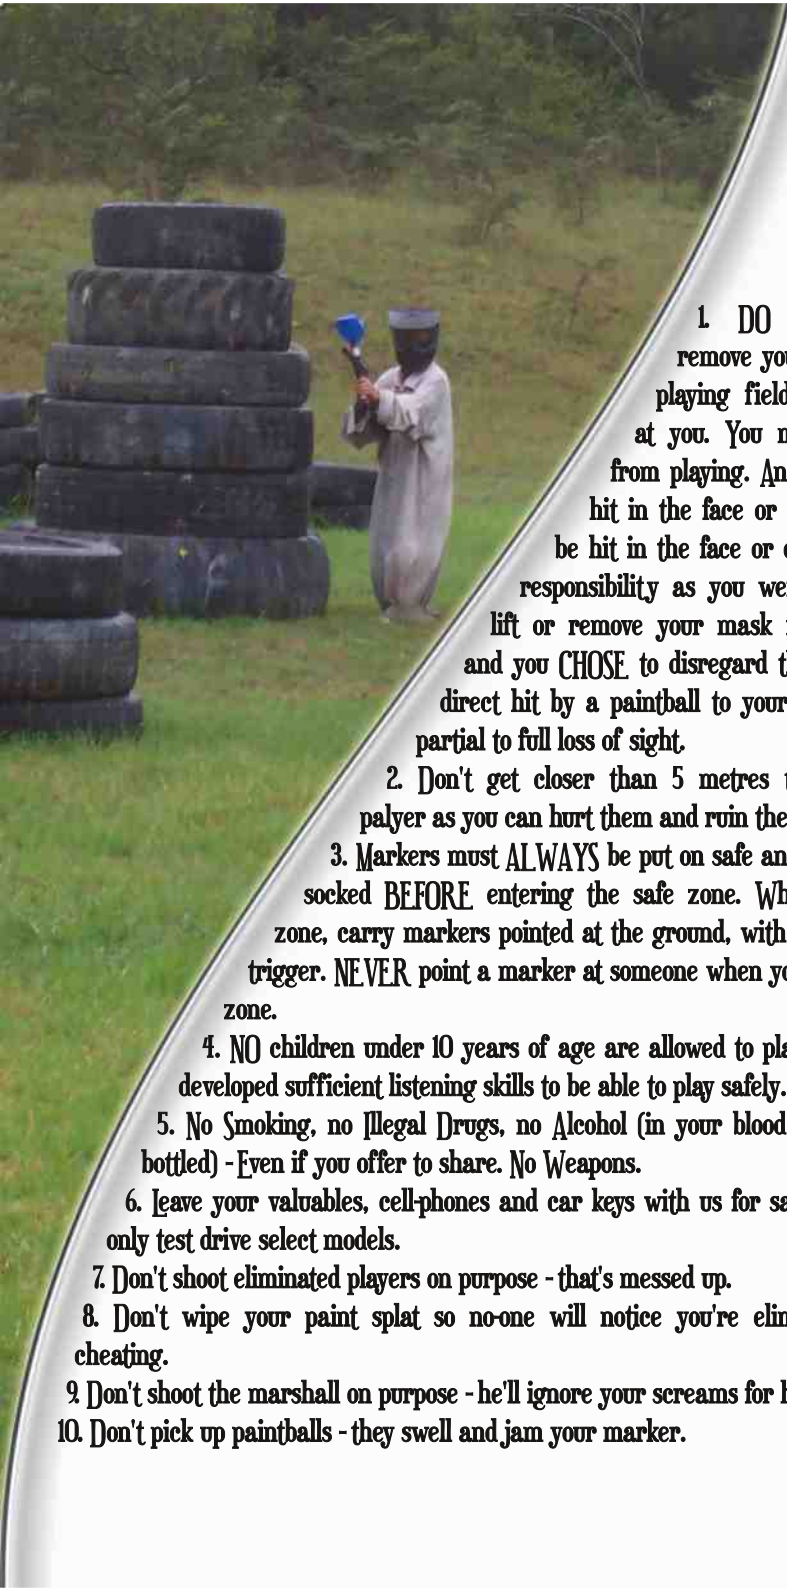 1. DO
remove you
playing field
at you. You
from playing. An
hit in the face or
be hit in the face or
responsibility as you we
lift or remove your mask
and you CHOSE to disregard
direct hit by a paintball to your
partial to full loss of sight.
2. Don't get closer than 5 metres
palyer as you can hurt them and ruin the
3. Markers must ALWAYS be put on safe an
socked BEFORE entering the safe zone. Wh
zone, carry markers pointed at the ground, with
trigger. NEVER point a marker at someone when yo
zone.
4. NO children under 10 years of age are allowed to pla
developed sufficient listening skills to be able to play safely.
5. No Smoking, no Illegal Drugs, no Alcohol (in your blood
bottled) - Even if you offer to share. No Weapons.
6. Leave your valuables, cell-phones and car keys with us for sa
only test drive select models.
7. Don't shoot eliminated players on purpose - that's messed up.
8. Don't wipe your paint splat so no-one will notice you're elim
cheating.
9. Don't shoot the marshall on purpose - he'll ignore your screams for h
10. Don't pick up paintballs - they swell and jam your marker.